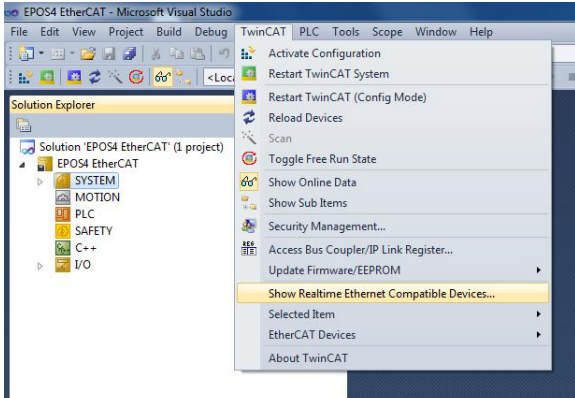 EPOS4 EtherCAT - Microsoft Visual Studio
File Edit View Project Build Debug TwinCAT PLC Tools Scope Window Help
Activate Configuration
Restart TwinCAT System
<Loca
Restart TwinCAT (Config Mode)
Solution Explorer
Reload Devices
Scan
Solution 'EPOS4 EtherCAT' (1 project)
Toggle Free Run State
EPOS4 EtherCAT
SYSTEM
Show Online Data
MOTION
Show Sub Items
PLC
SAFETY
Security Management...
C++
Access Bus Coupler/IP Link Register...
I/O
Update Firmware/EEPROM
Show Realtime Ethernet Compatible Devices...
Selected Item
EtherCAT Devices
About TwinCAT